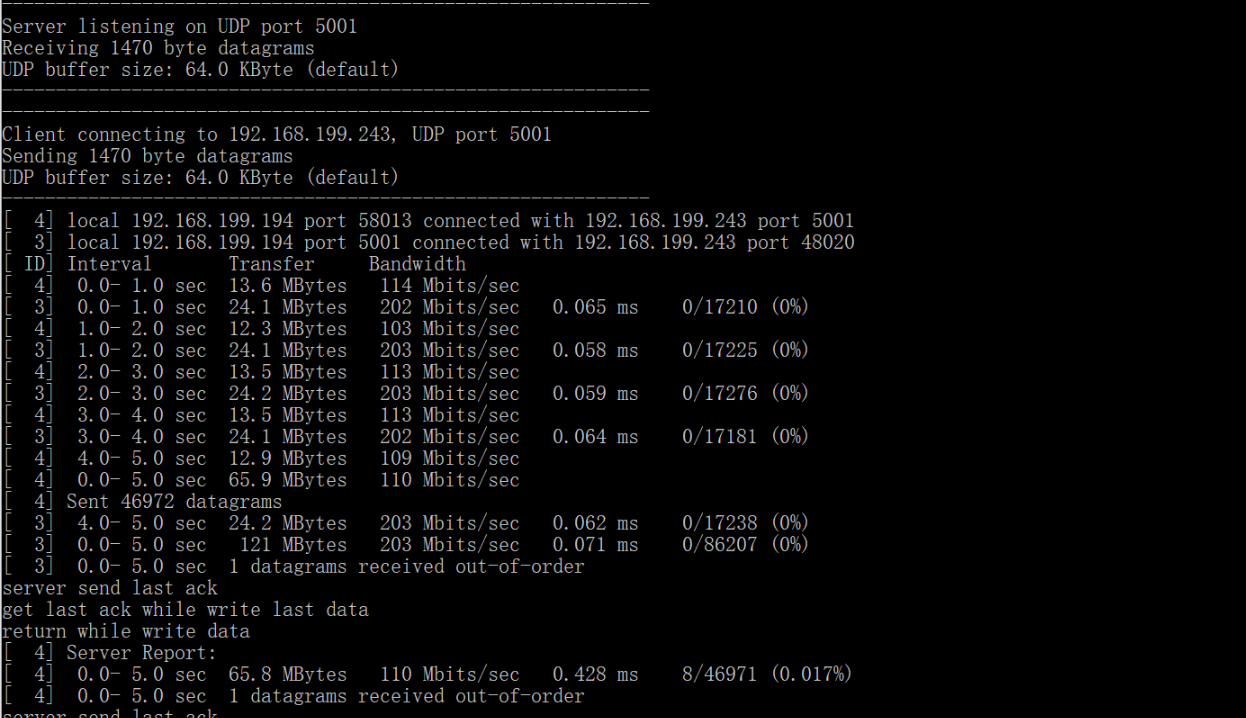 ------------------------------------------------------------
Server listening on UDP port 5001
Receiving 1470 byte datagrams
UDP buffer size: 64.0 KByte (default)
------------------------------------------------------------
------------------------------------------------------------
Client connecting to 192.168.199.243, UDP port 5001
Sending 1470 byte datagrams
UDP buffer size: 64.0 KByte (default)
------------------------------------------------------------
[  4] local 192.168.199.194 port 58013 connected with 192.168.199.243 port 5001
[  3] local 192.168.199.194 port 5001 connected with 192.168.199.243 port 48020
[ ID] Interval       Transfer     Bandwidth
[  4]  0.0- 1.0 sec  13.6 MBytes   114 Mbits/sec
[  3]  0.0- 1.0 sec  24.1 MBytes   202 Mbits/sec   0.065 ms    0/17210 (0%)
[  4]  1.0- 2.0 sec  12.3 MBytes   103 Mbits/sec
[  3]  1.0- 2.0 sec  24.1 MBytes   203 Mbits/sec   0.058 ms    0/17225 (0%)
[  4]  2.0- 3.0 sec  13.5 MBytes   113 Mbits/sec
[  3]  2.0- 3.0 sec  24.2 MBytes   203 Mbits/sec   0.059 ms    0/17276 (0%)
[  4]  3.0- 4.0 sec  13.5 MBytes   113 Mbits/sec
[  3]  3.0- 4.0 sec  24.1 MBytes   202 Mbits/sec   0.064 ms    0/17181 (0%)
[  4]  4.0- 5.0 sec  12.9 MBytes   109 Mbits/sec
[  4]  0.0- 5.0 sec  65.9 MBytes   110 Mbits/sec
[  4] Sent 46972 datagrams
[  3]  4.0- 5.0 sec  24.2 MBytes   203 Mbits/sec   0.062 ms    0/17238 (0%)
[  3]  0.0- 5.0 sec   121 MBytes   203 Mbits/sec   0.071 ms    0/86207 (0%)
[  3]  0.0- 5.0 sec  1 datagrams received out-of-order
server send last ack
get last ack while write last data
return while write data
[  4] Server Report:
[  4]  0.0- 5.0 sec  65.8 MBytes   110 Mbits/sec   0.428 ms    8/46971 (0.017%)
[  4]  0.0- 5.0 sec  1 datagrams received out-of-order
server send last ack